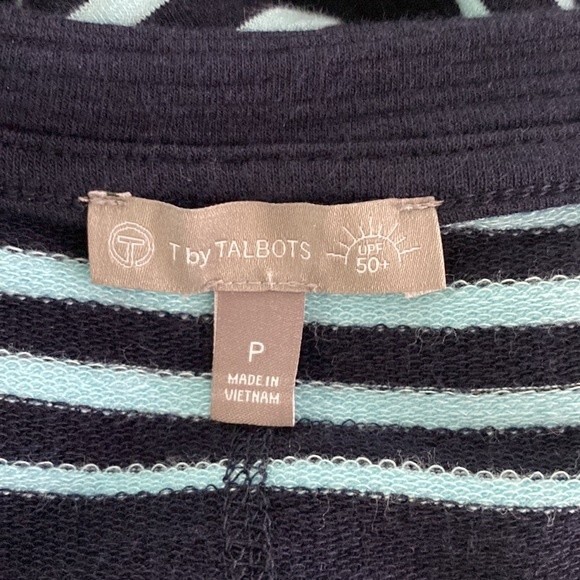 T T by TALBOTS
UPF
50+
P
MADE IN
VIETNAM